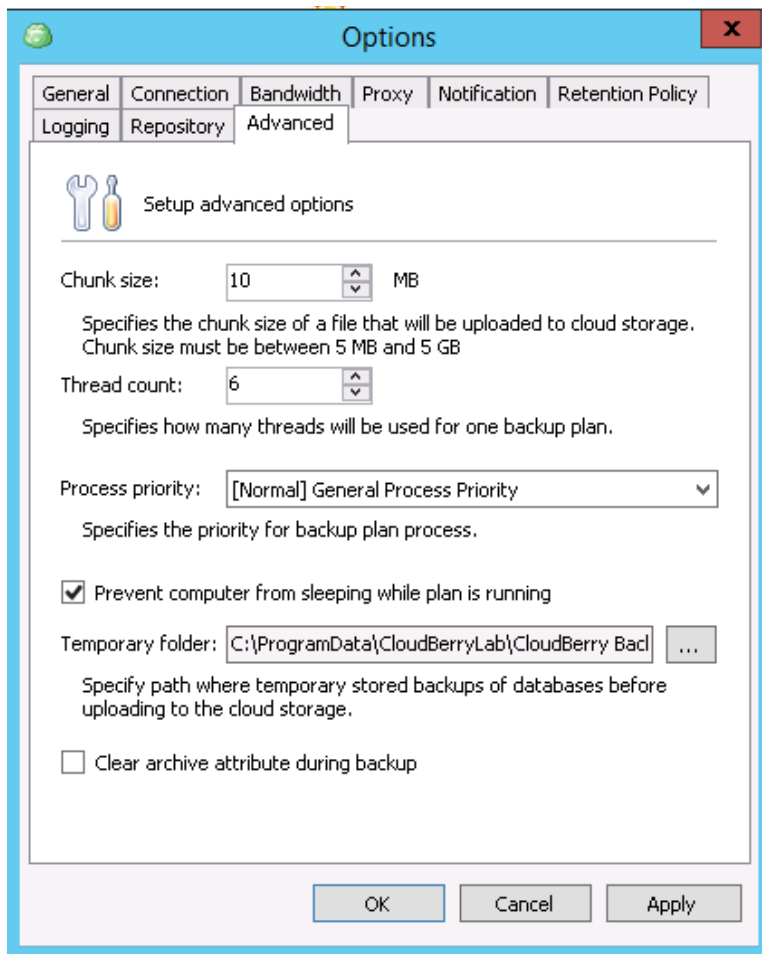 Options
x
General Connection Bandwidth Proxy Notification Retention Policy
Logging Repository Advanced
Setup advanced options
Chunk size: 10 MB
Specifies the chunk size of a file that will be uploaded to cloud storage.
Chunk size must be between 5 MB and 5 GB
Thread count: 6
Specifies how many threads will be used for one backup plan.
Process priority: [Normal] General Process Priority
Specifies the priority for backup plan process.
Prevent computer from sleeping while plan is running
Temporary folder: C:\ProgramData\CloudBerryLab\CloudBerry Bacl ...
Specify path where temporary stored backups of databases before
uploading to the cloud storage.
Clear archive attribute during backup
OK Cancel Apply